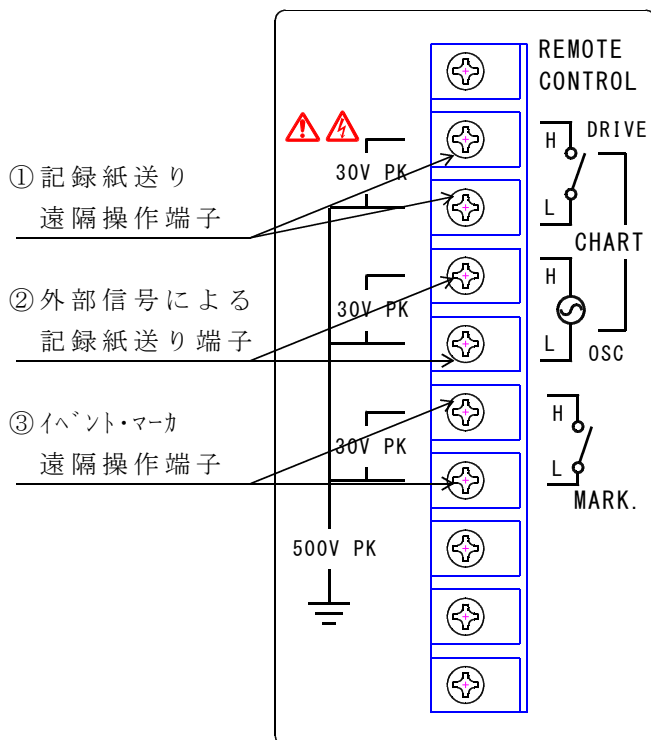 REMOTE
CONTROL
DRIVE
H
30V PK
L
①記録紙送り
遠隔操作端子
CHART
H
②外部信号による
30V PK
記録紙送り端子
L
OSC
③イベント・マーカ
H
30V PK
遠隔操作端子
L
MARK.
500V PK